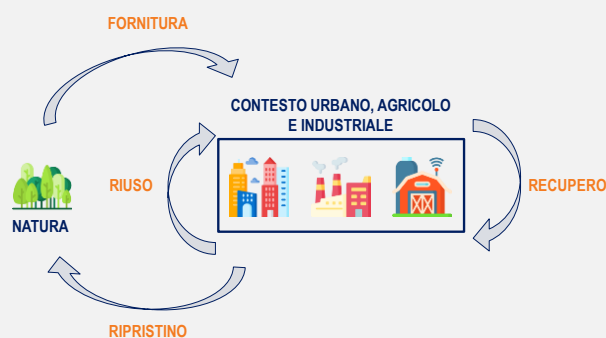 FORNITURA
CONTESTO URBANO, AGRICOLO
E INDUSTRIALE
RIUSO
RECUPERO
NATURA
RIPRISTINO